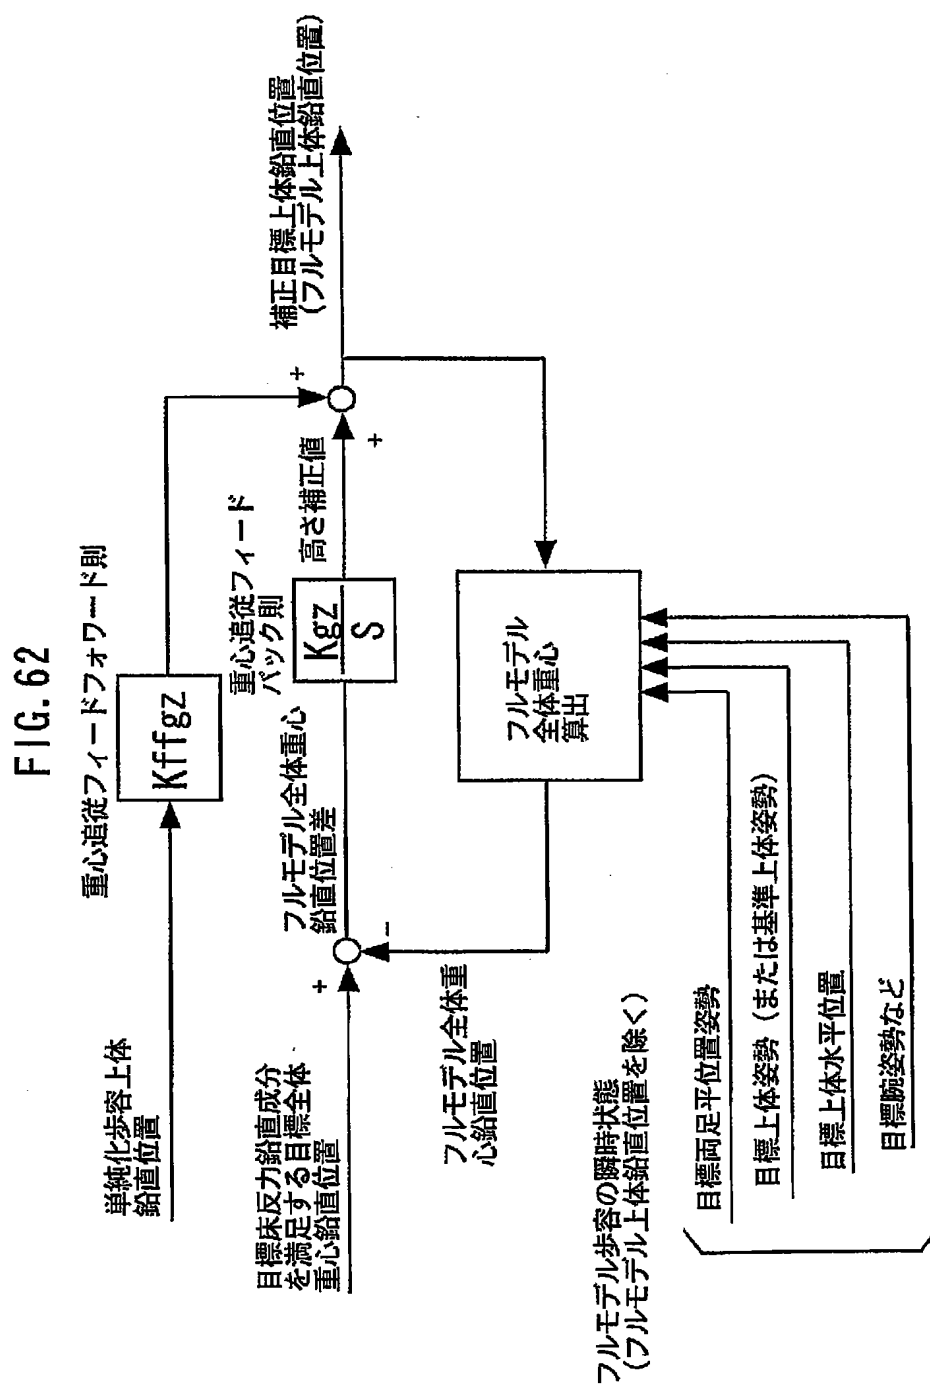 FIG. 62
重心追従フィードフォワード則
Kffgz
単純化歩容上体
鉛直位置
重心追従フィード
バック則
Kgz
S
高さ補正値
+
+
補正目標上体鉛直位置
(フルモデル上体鉛直位置)
フルモデル全体重心
鉛直位置差
+
-
目標床反力鉛直成分
を満足する目標全体
重心鉛直位置
フルモデル全体重
心鉛直位置
フルモデル
全体重心
算出
フルモデル歩容の瞬時状態
(フルモデル上体鉛直位置を除く)
目標両足平位置姿勢
目標上体姿勢(または基準上体姿勢)
目標上体水平位置
目標腕姿勢など